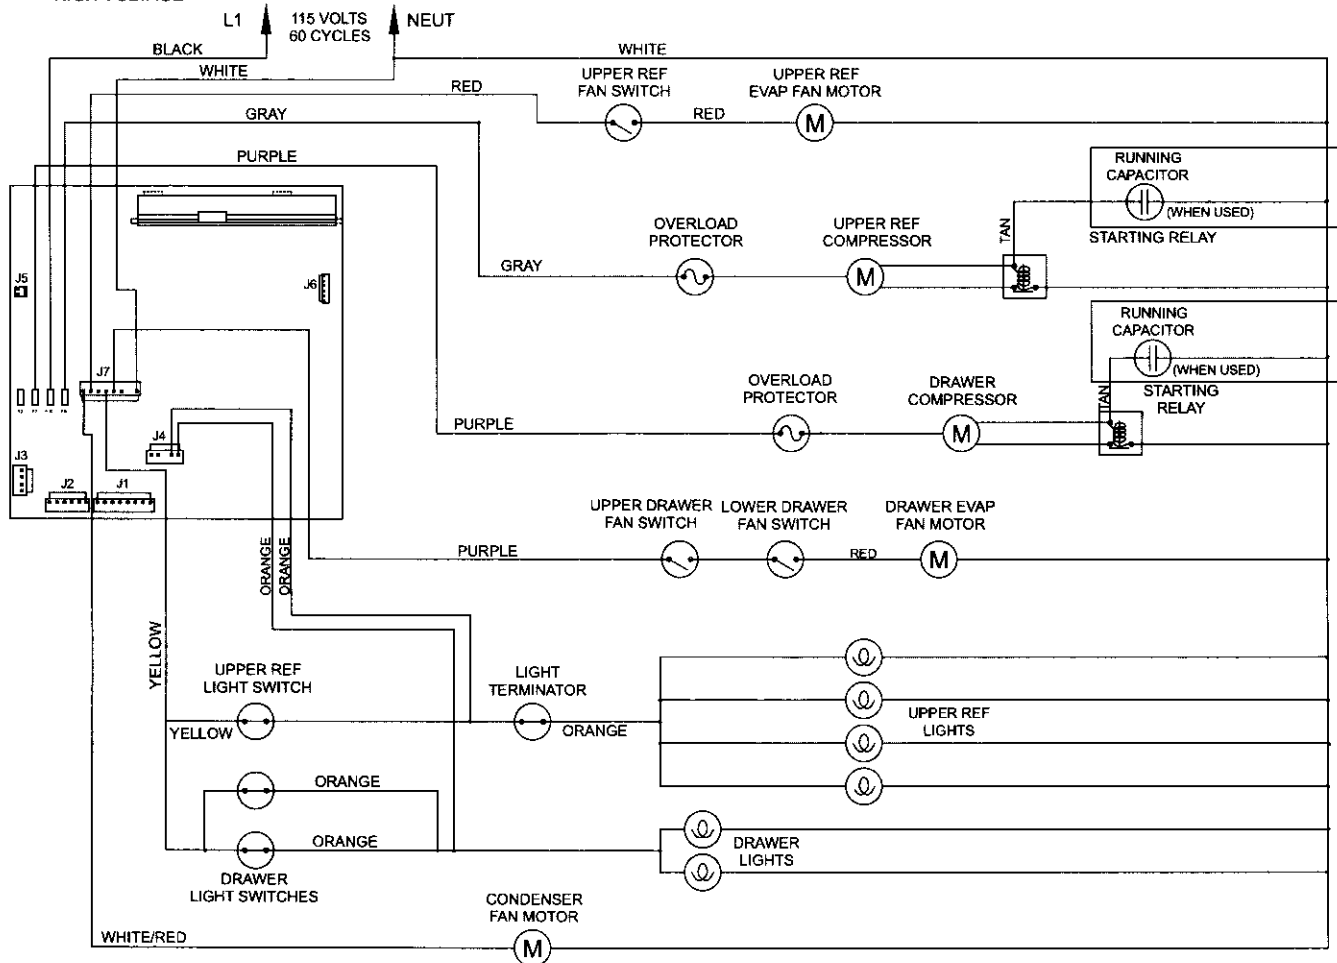 L1
115 VOLTS
60 CYCLES
NEUT
BLACK
WHITE
WHITE
RED
UPPER REF
FAN SWITCH
UPPER REF
EVAP FAN MOTOR
GRAY
RED
M
PURPLE
RUNNING
CAPACITOR
(WHEN USED)
STARTING RELAY
TAN
OVERLOAD
PROTECTOR
UPPER REF
COMPRESSOR
GRAY
M
J5
J6
RUNNING
CAPACITOR
(WHEN USED)
STARTING
RELAY
TAN
J7
OVERLOAD
PROTECTOR
DRAWER
COMPRESSOR
PURPLE
M
J4
J3
J2
J1
UPPER DRAWER
FAN SWITCH
LOWER DRAWER
FAN SWITCH
DRAWER EVAP
FAN MOTOR
PURPLE
RED
M
ORANGE
ORANGE
YELLOW
UPPER REF
LIGHT SWITCH
LIGHT
TERMINATOR
YELLOW
ORANGE
UPPER REF
LIGHTS
ORANGE
ORANGE
DRAWER
LIGHTS
DRAWER
LIGHT SWITCHES
CONDENSER
FAN MOTOR
WHITE/RED
M